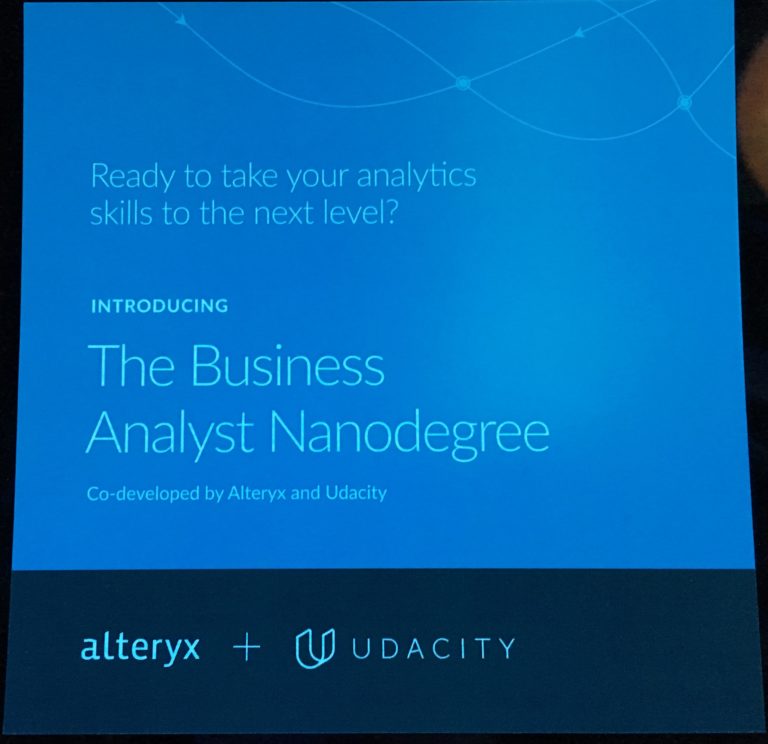 Ready to take your analytics
skills to the next level?
INTRODUCING
The Business
Analyst Nanodegree
Co-developed by Alteryx and Udacity
alteryx + UDACITY